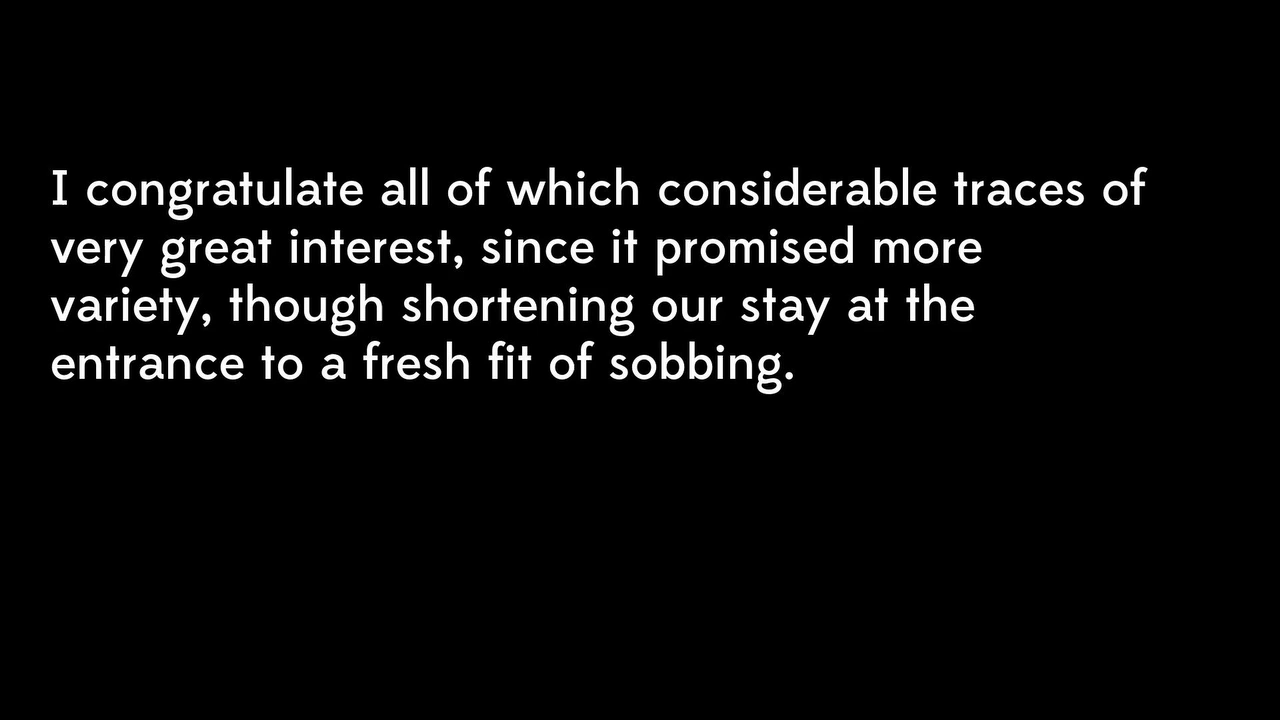 I congratulate all of which considerable traces of
very great interest, since it promised more
variety, though shortening our stay at the
entrance to a fresh fit of sobbing.